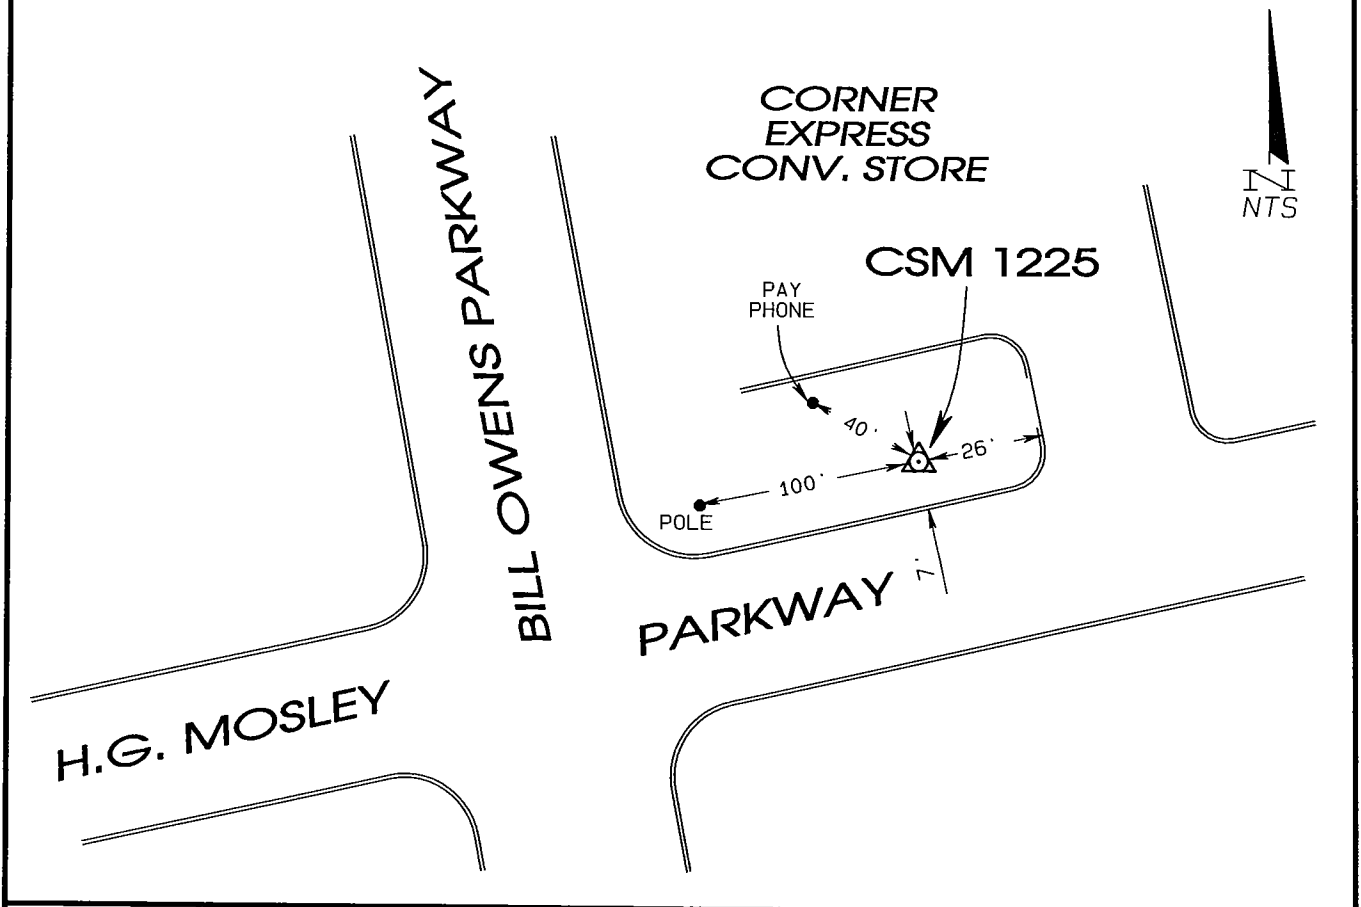 CORNER
EXPRESS
CONV. STORE
N
NTS
BILL OWENS PARKWAY
CSM 1225
PAY
PHONE
40'
26'
100'
POLE
7'
H.G. MOSLEY PARKWAY